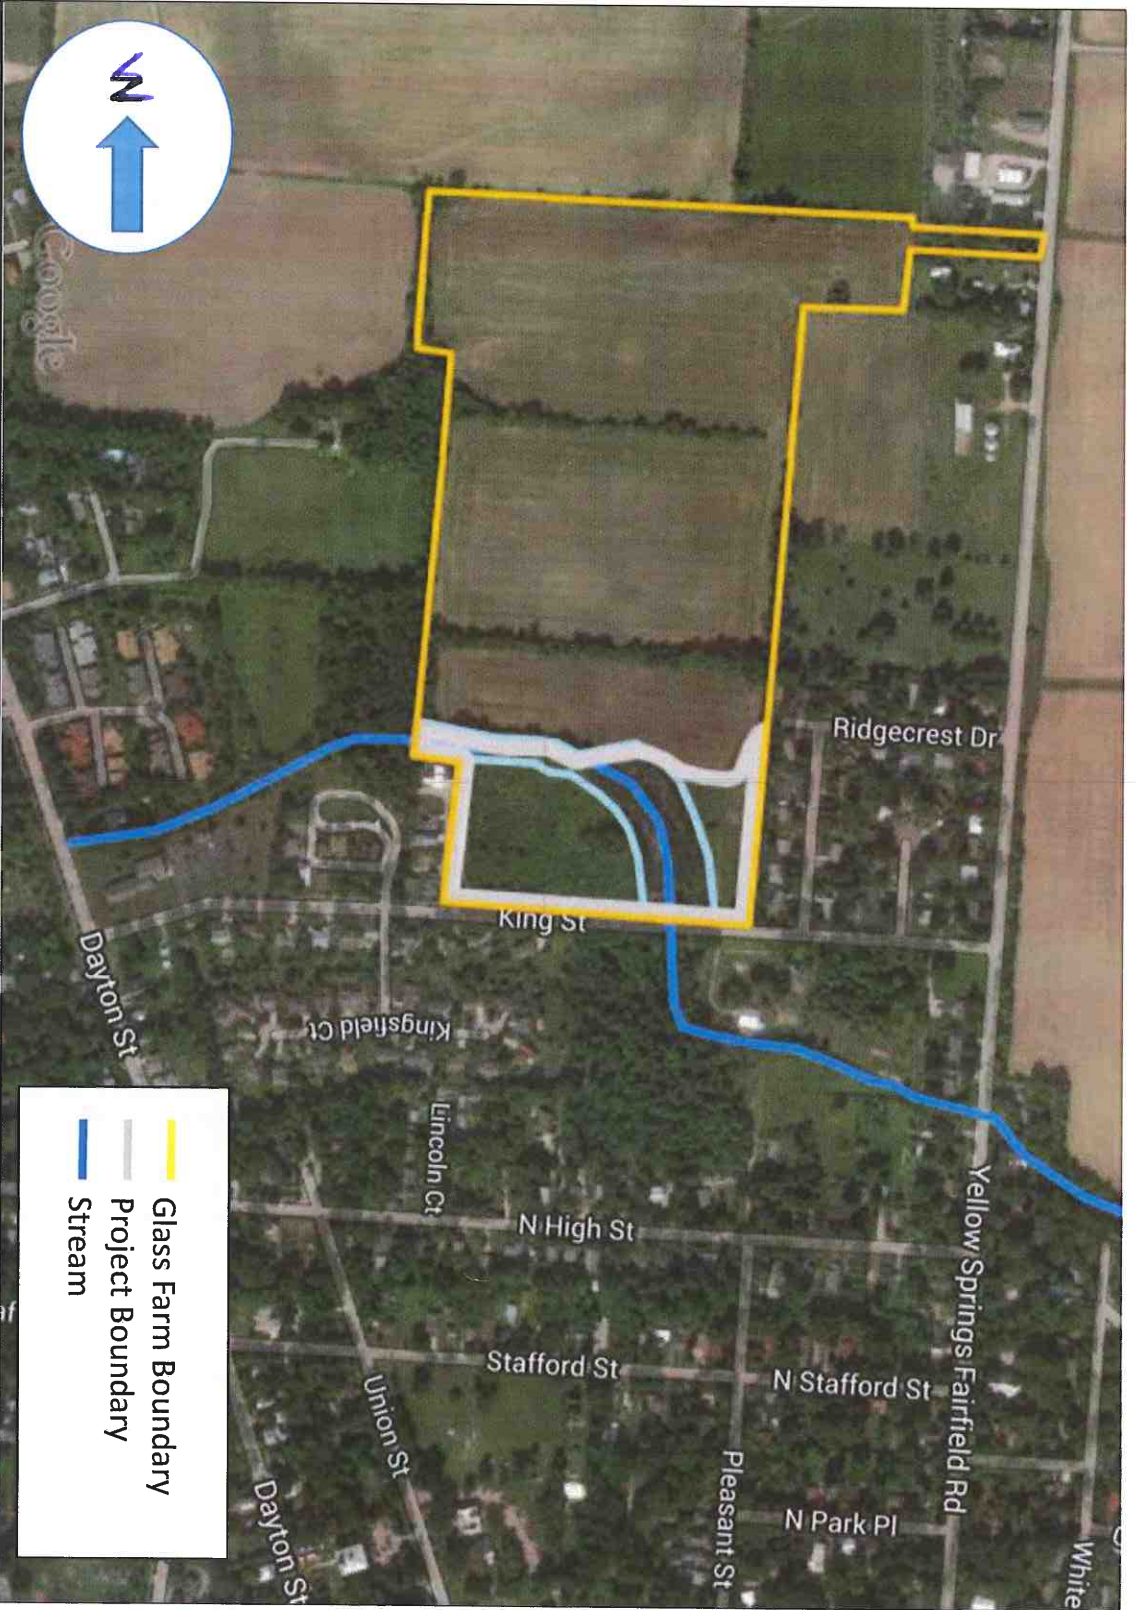 N
Google
Ridgecrest Dr
King St
Dayton St
Kingsfield Ct
Lincoln Ct
N High St
Yellow Springs Fairfield Rd
Stafford St
N Stafford St
Union St
Pleasant St
N Park Pl
Dayton St
White
Glass Farm Boundary
Project Boundary
Stream